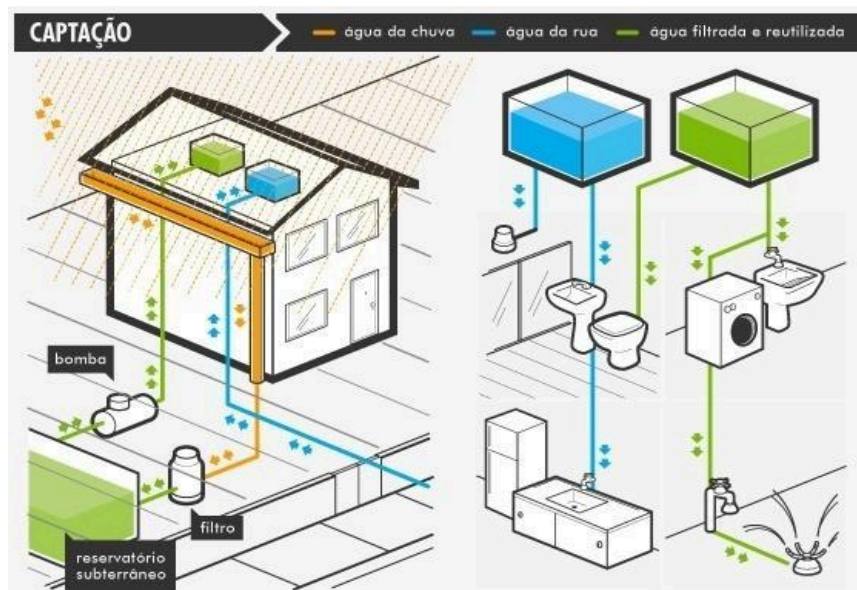 CAPTAÇÃO
água da chuva
água da rua
água filtrada e reutilizada
bomba
filtro
reservatório
subterrâneo